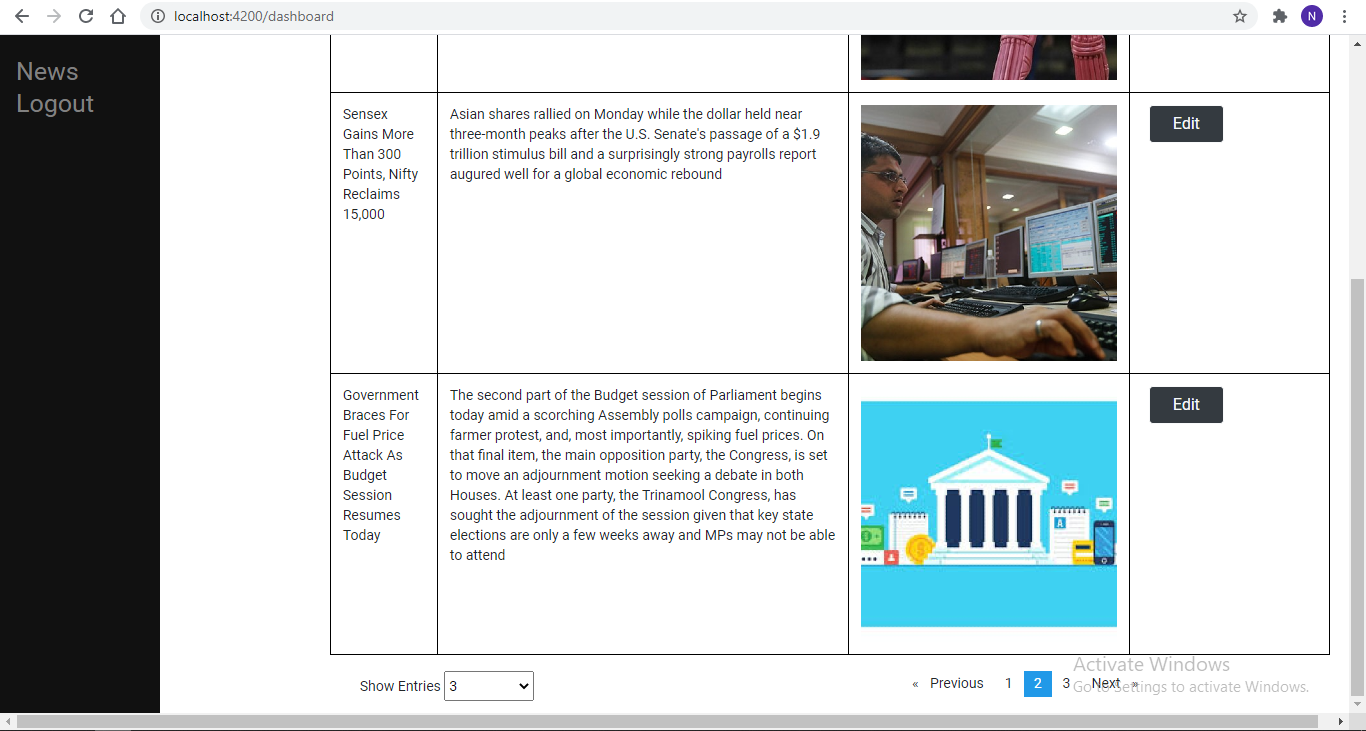 localhost:4200/dashboard
N
News
Logout
Sensex
Gains More
Than 300
Points, Nifty
Reclaims
15,000
Asian shares rallied on Monday while the dollar held near
three-month peaks after the U.S. Senate's passage of a $1.9
trillion stimulus bill and a surprisingly strong payrolls report
augured well for a global economic rebound
Edit
Government
Braces For
Fuel Price
Attack As
Budget
Session
Resumes
Today
The second part of the Budget session of Parliament begins
today amid a scorching Assembly polls campaign, continuing
farmer protest, and, most importantly, spiking fuel prices. On
that final item, the main opposition party, the Congress, is set
to move an adjournment motion seeking a debate in both
Houses. At least one party, the Trinamool Congress, has
sought the adjournment of the session given that key state
elections are only a few weeks away and MPs may not be able
to attend
A
Edit
Show Entries 3
« Previous 1 2 3 Next »
Activate Windows
Go to Settings to activate Windows.